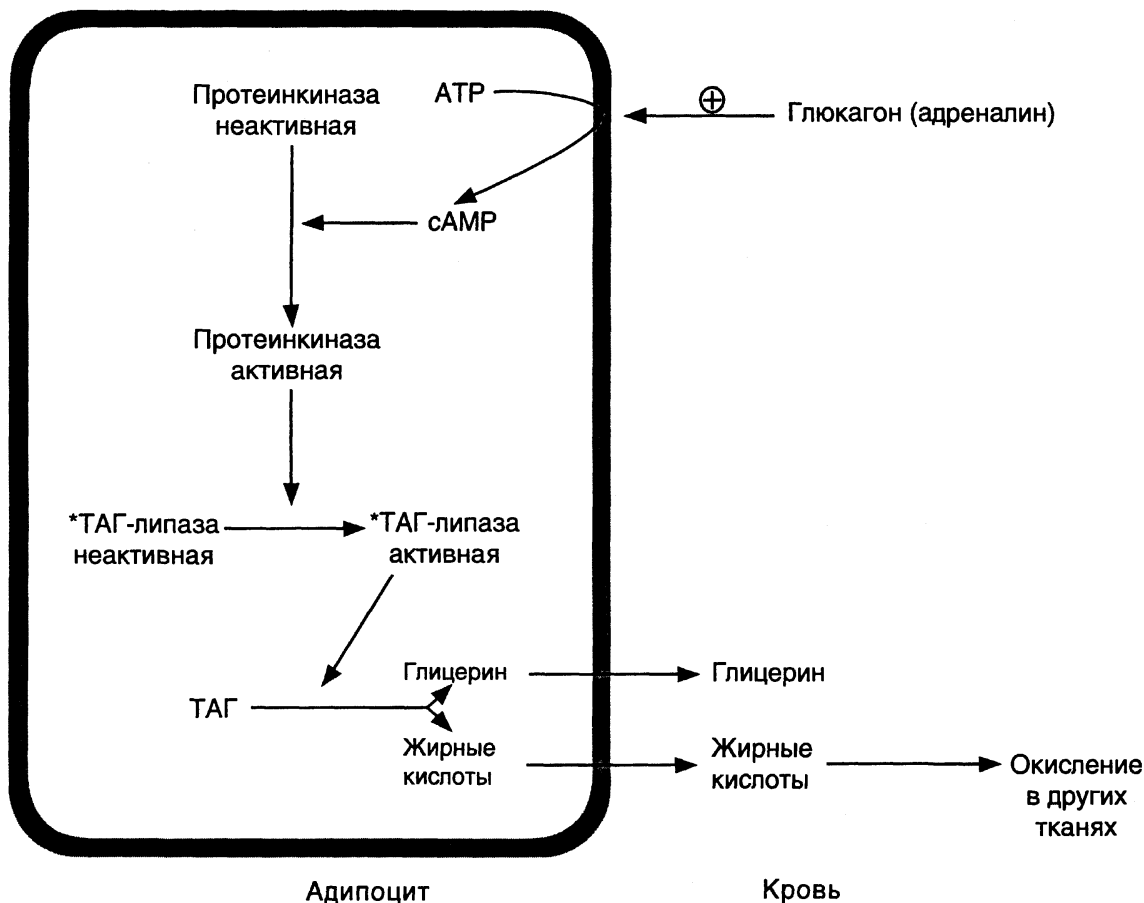 Протеинкиназа
неактивная
ATP
Глюкагон (адреналин)
cAMP
Протеинкиназа
активная
*ТАГ-липаза
неактивная
*ТАГ-липаза
активная
ТАГ
Глицерин
Глицерин
Жирные
кислоты
Жирные
кислоты
Окисление
в других
тканях
Адипоцит
Кровь